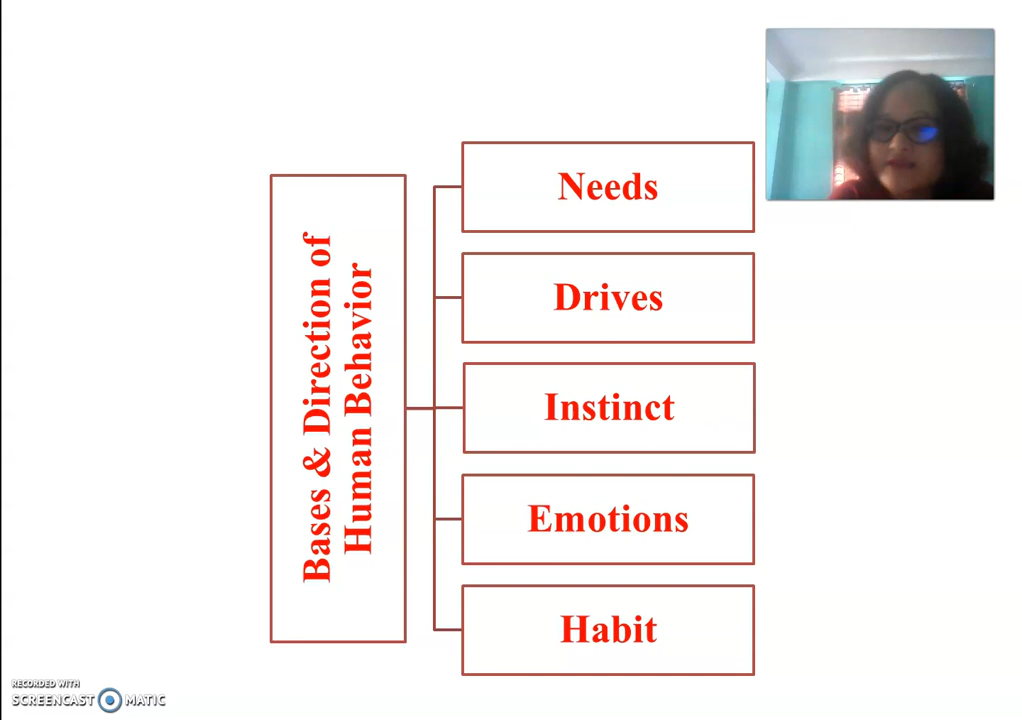 Bases & Direction of
Human Behavior
Needs
Drives
Instinct
Emotions
Habit
RECORDED WITH
SCREENCAST MATIC